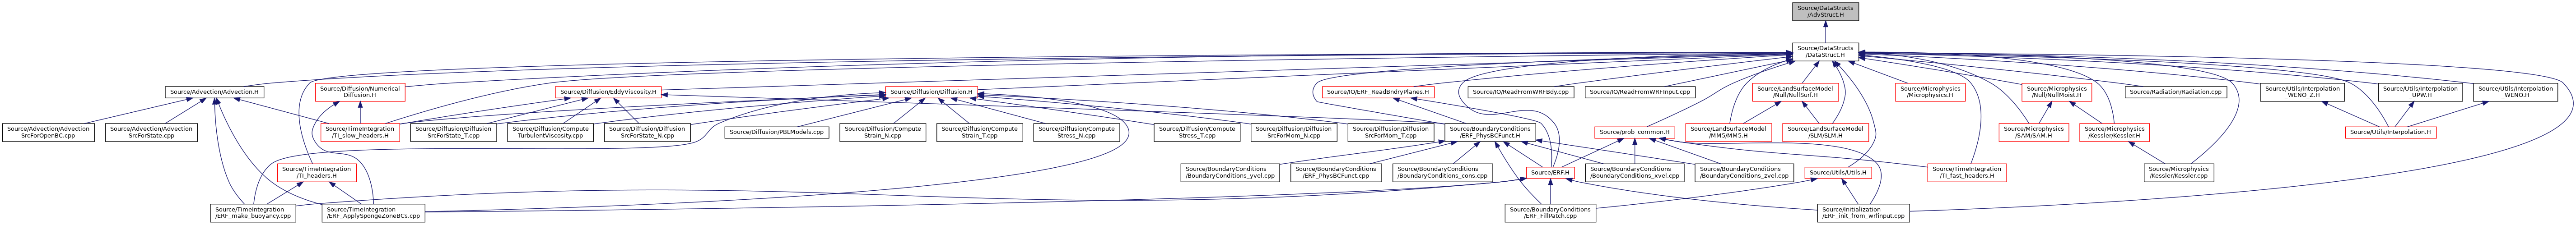 Source/DataStructs
/AdvStruct.H
Source/DataStructs
/DataStruct.H
Source/Advection/Advection.H
Source/Diffusion/Numerical
Diffusion.H
Source/Diffusion/EddyViscosity.H
Source/Diffusion/Diffusion.H
Source/IO/ERF_ReadBndryPlanes.H
Source/IO/ReadFromWRFBdy.cpp
Source/IO/ReadFromWRFInput.cpp
Source/LandSurfaceModel
/Null/NullSurf.H
Source/Microphysics
/Microphysics.H
Source/Microphysics
/Null/NullMoist.H
Source/Radiation/Radiation.cpp
Source/Utils/Interpolation
_WENO_Z.H
Source/Utils/Interpolation
_UPW.H
Source/Utils/Interpolation
_WENO.H
Source/Advection/Advection
SrcForOpenBC.cpp
Source/Advection/Advection
SrcForState.cpp
Source/TimeIntegration
/TI_slow_headers.H
Source/Diffusion/Diffusion
SrcForState_T.cpp
Source/Diffusion/Compute
TurbulentViscosity.cpp
Source/Diffusion/Diffusion
SrcForState_N.cpp
Source/Diffusion/PBLModels.cpp
Source/Diffusion/Compute
Strain_N.cpp
Source/Diffusion/Compute
Strain_T.cpp
Source/Diffusion/Compute
Stress_N.cpp
Source/Diffusion/Compute
Stress_T.cpp
Source/Diffusion/Diffusion
SrcForMom_N.cpp
Source/Diffusion/Diffusion
SrcForMom_T.cpp
Source/BoundaryConditions
/ERF_PhysBCFunct.H
Source/prob_common.H
Source/LandSurfaceModel
/MM5/MM5.H
Source/LandSurfaceModel
/SLM/SLM.H
Source/Microphysics
/SAM/SAM.H
Source/Microphysics
/Kessler/Kessler.H
Source/Utils/Interpolation.H
Source/TimeIntegration
/TI_headers.H
Source/BoundaryConditions
/BoundaryConditions_yvel.cpp
Source/BoundaryConditions
/ERF_PhysBCFunct.cpp
Source/BoundaryConditions
/BoundaryConditions_cons.cpp
Source/ERF.H
Source/BoundaryConditions
/BoundaryConditions_xvel.cpp
Source/BoundaryConditions
/BoundaryConditions_zvel.cpp
Source/Utils/Utils.H
Source/TimeIntegration
/TI_fast_headers.H
Source/Microphysics
/Kessler/Kessler.cpp
Source/TimeIntegration
/ERF_make_buoyancy.cpp
Source/TimeIntegration
/ERF_ApplySpongeZoneBCs.cpp
Source/BoundaryConditions
/ERF_FillPatch.cpp
Source/Initialization
/ERF_init_from_wrfinput.cpp